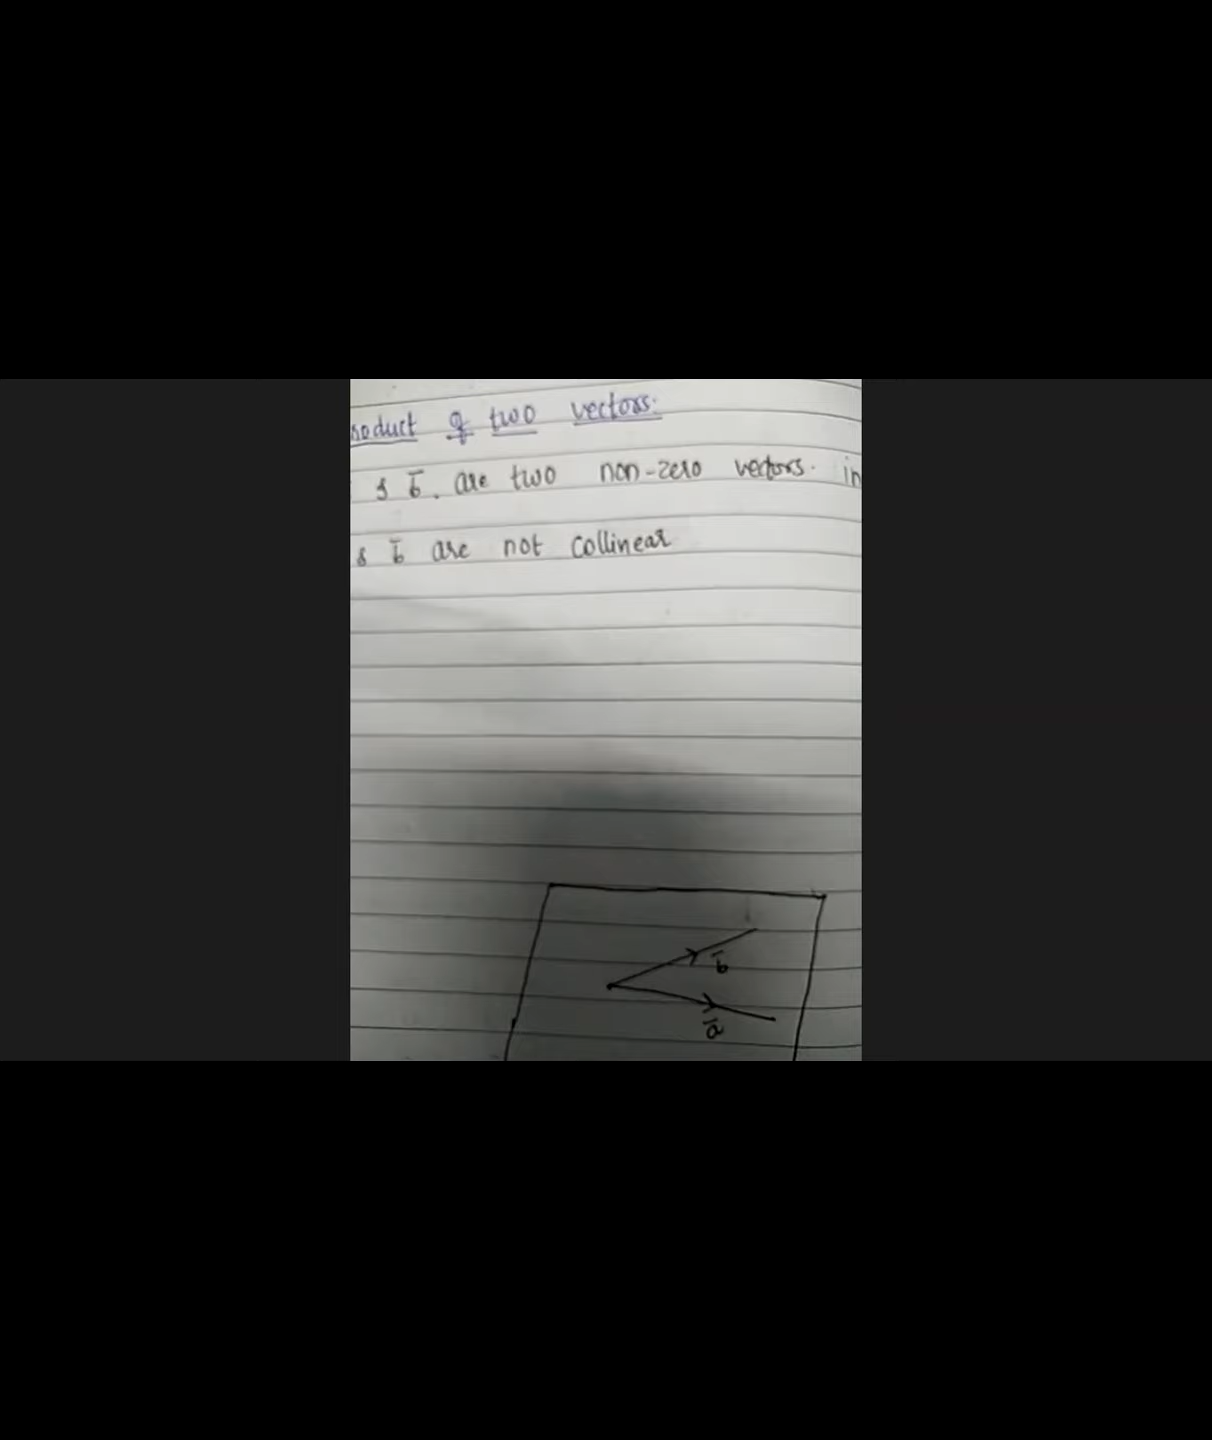 roduct of two vectors.
& b̄. are two non-zero vectors. in
& b̄ are not collinear
b̄
ā